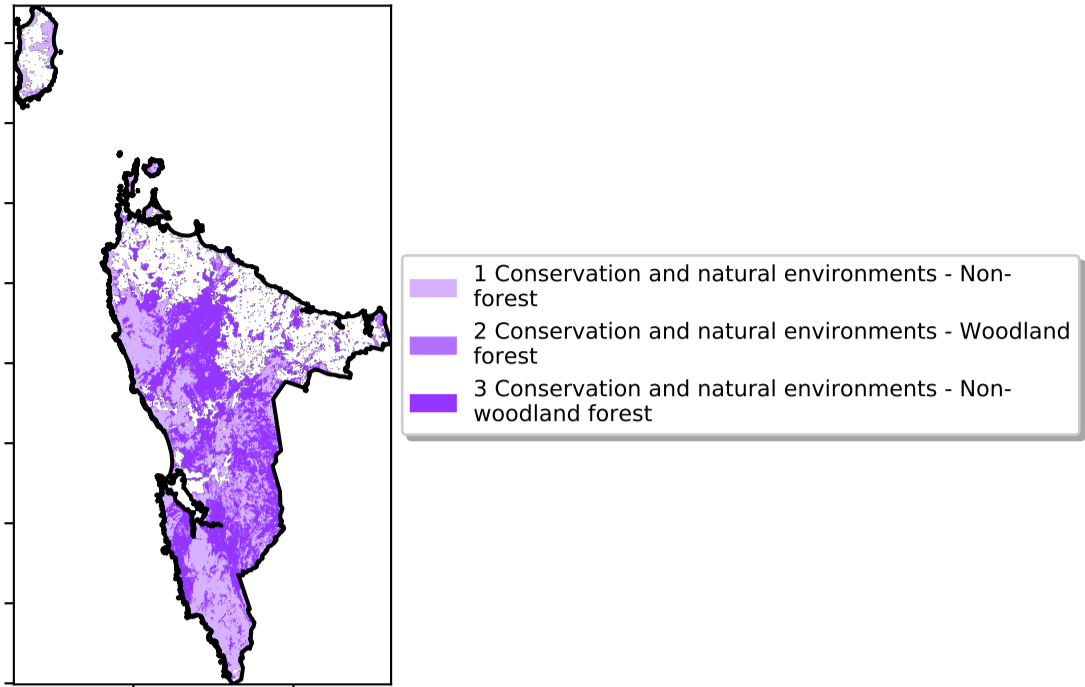 1 Conservation and natural environments - Non-
forest
2 Conservation and natural environments - Woodland
forest
3 Conservation and natural environments - Non-
woodland forest